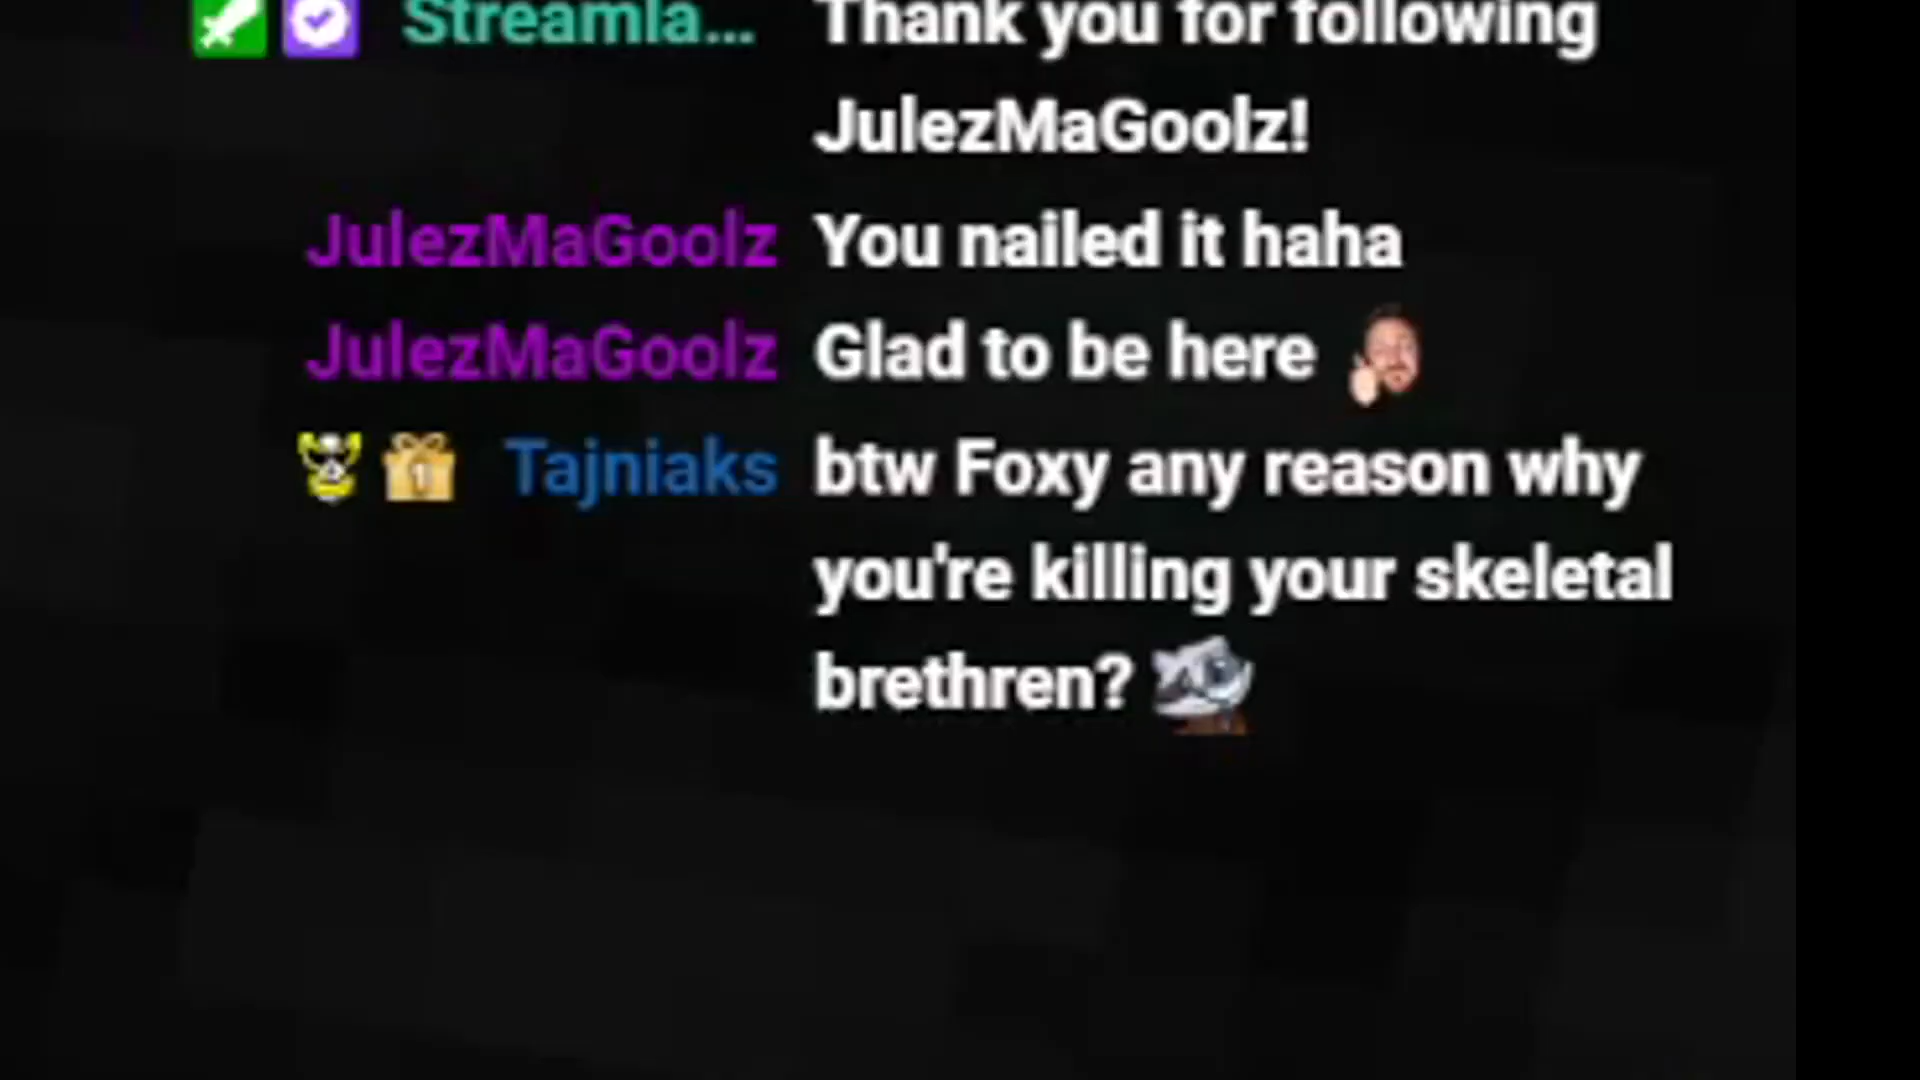 Streamla... Thank you for following
JulezMaGoolz!
JulezMaGoolz You nailed it haha
JulezMaGoolz Glad to be here
1 Tajniaks btw Foxy any reason why
you're killing your skeletal
brethren?